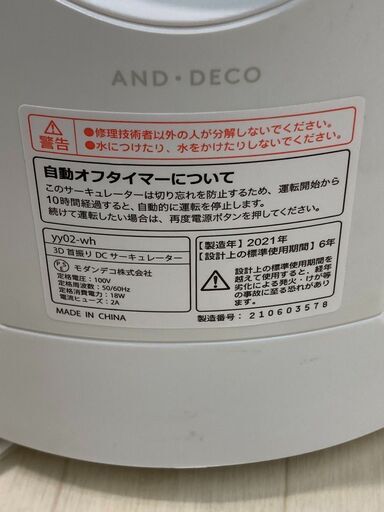 AND・DECO
警告
●修理技術者以外の人が分解しないでください。
●水につけたり、水をかけたりしないでください。
自動オフタイマーについて
このサーキュレーターは切り忘れを防止するため、運転開始から
10時間経過すると、自動的に運転を停止します。
続けて運転したい場合は、再度電源ボタンを押してください。
yy02-wh
3D 首振り DC サーキュレーター
モダンデコ株式会社
定格電圧：100V
定格周波数：50/60Hz
定格消費電力：18W
電流ヒューズ：2A
MADE IN CHINA
【製造年】2021年
【設計上の標準使用期間】6年
設計上の標準使用期間を
超えて使用すると、経年
劣化による発火・けが等
の事故に至る恐れがあり
ます。
製造番号：210603578